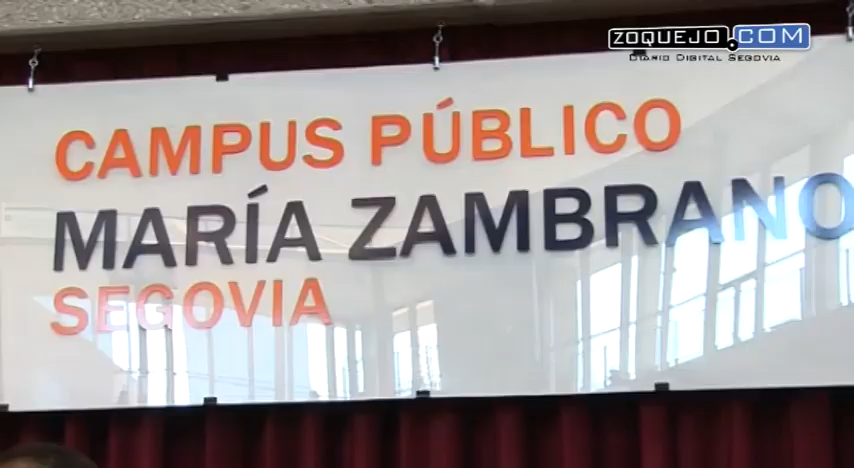 ZOQUEJO.COM
DIARIO DIGITAL SEGOVIA
CAMPUS PÚBLICO
MARÍA ZAMBRANO
SEGOVIA